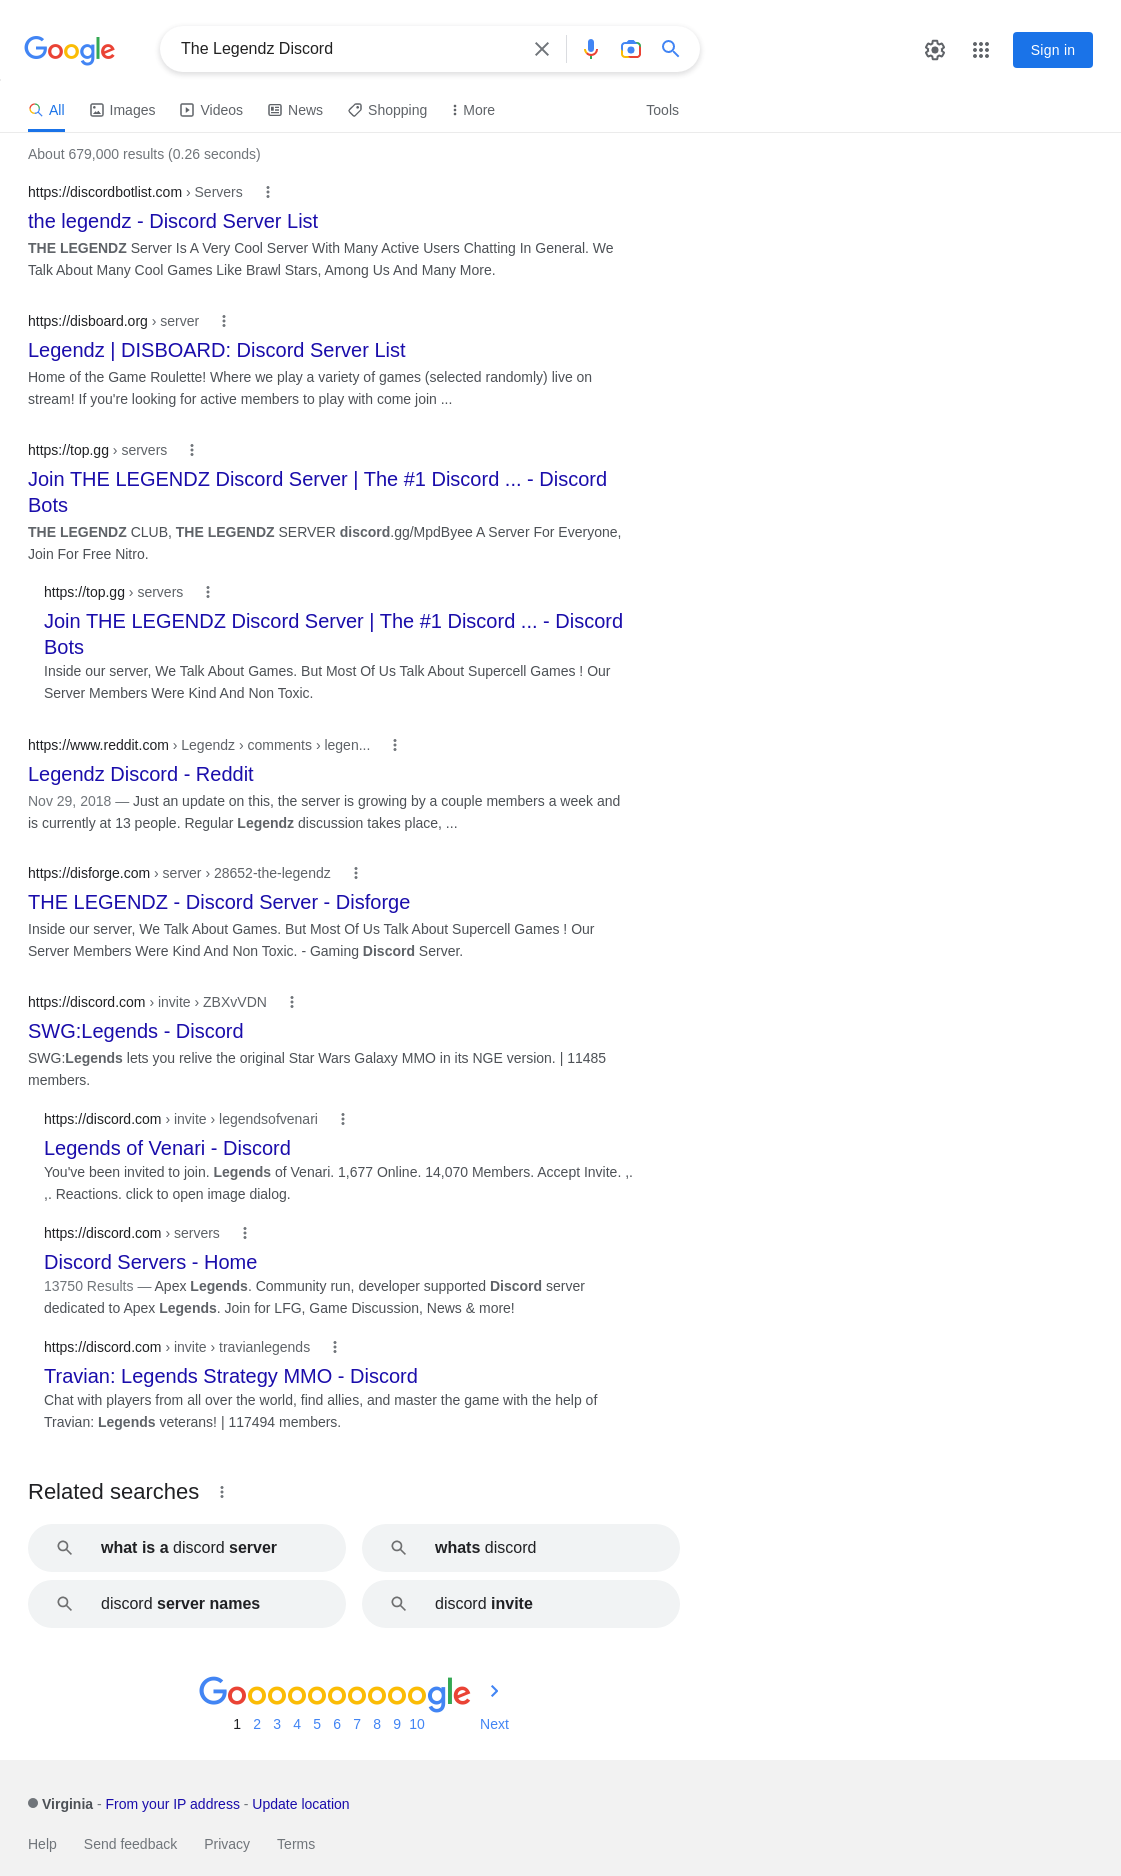 Google
The Legendz Discord
Sign in
All Images Videos News Shopping More Tools
About 679,000 results (0.26 seconds)
https://discordbotlist.com › Servers
the legendz - Discord Server List
THE LEGENDZ Server Is A Very Cool Server With Many Active Users Chatting In General. We
Talk About Many Cool Games Like Brawl Stars, Among Us And Many More.
https://disboard.org › server
Legendz | DISBOARD: Discord Server List
Home of the Game Roulette! Where we play a variety of games (selected randomly) live on
stream! If you're looking for active members to play with come join ...
https://top.gg › servers
Join THE LEGENDZ Discord Server | The #1 Discord ... - Discord
Bots
THE LEGENDZ CLUB, THE LEGENDZ SERVER discord.gg/MpdByee A Server For Everyone,
Join For Free Nitro.
https://top.gg › servers
Join THE LEGENDZ Discord Server | The #1 Discord ... - Discord
Bots
Inside our server, We Talk About Games. But Most Of Us Talk About Supercell Games ! Our
Server Members Were Kind And Non Toxic.
https://www.reddit.com › Legendz › comments › legen...
Legendz Discord - Reddit
Nov 29, 2018 — Just an update on this, the server is growing by a couple members a week and
is currently at 13 people. Regular Legendz discussion takes place, ...
https://disforge.com › server › 28652-the-legendz
THE LEGENDZ - Discord Server - Disforge
Inside our server, We Talk About Games. But Most Of Us Talk About Supercell Games ! Our
Server Members Were Kind And Non Toxic. - Gaming Discord Server.
https://discord.com › invite › ZBXvVDN
SWG:Legends - Discord
SWG:Legends lets you relive the original Star Wars Galaxy MMO in its NGE version. | 11485
members.
https://discord.com › invite › legendsofvenari
Legends of Venari - Discord
You've been invited to join. Legends of Venari. 1,677 Online. 14,070 Members. Accept Invite. ,.
,. Reactions. click to open image dialog.
https://discord.com › servers
Discord Servers - Home
13750 Results — Apex Legends. Community run, developer supported Discord server
dedicated to Apex Legends. Join for LFG, Game Discussion, News & more!
https://discord.com › invite › travianlegends
Travian: Legends Strategy MMO - Discord
Chat with players from all over the world, find allies, and master the game with the help of
Travian: Legends veterans! | 117494 members.
Related searches
what is a discord server
whats discord
discord server names
discord invite
Goooooooooogle
1 2 3 4 5 6 7 8 9 10 Next
Virginia - From your IP address - Update location
Help Send feedback Privacy Terms